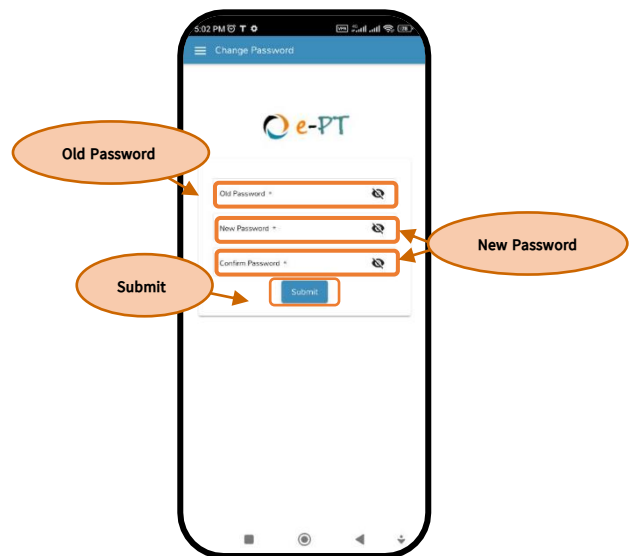 5:02 PM
Change Password
e-PT
Old Password
Old Password *
New Password *
New Password
Confirm Password *
Submit
Submit